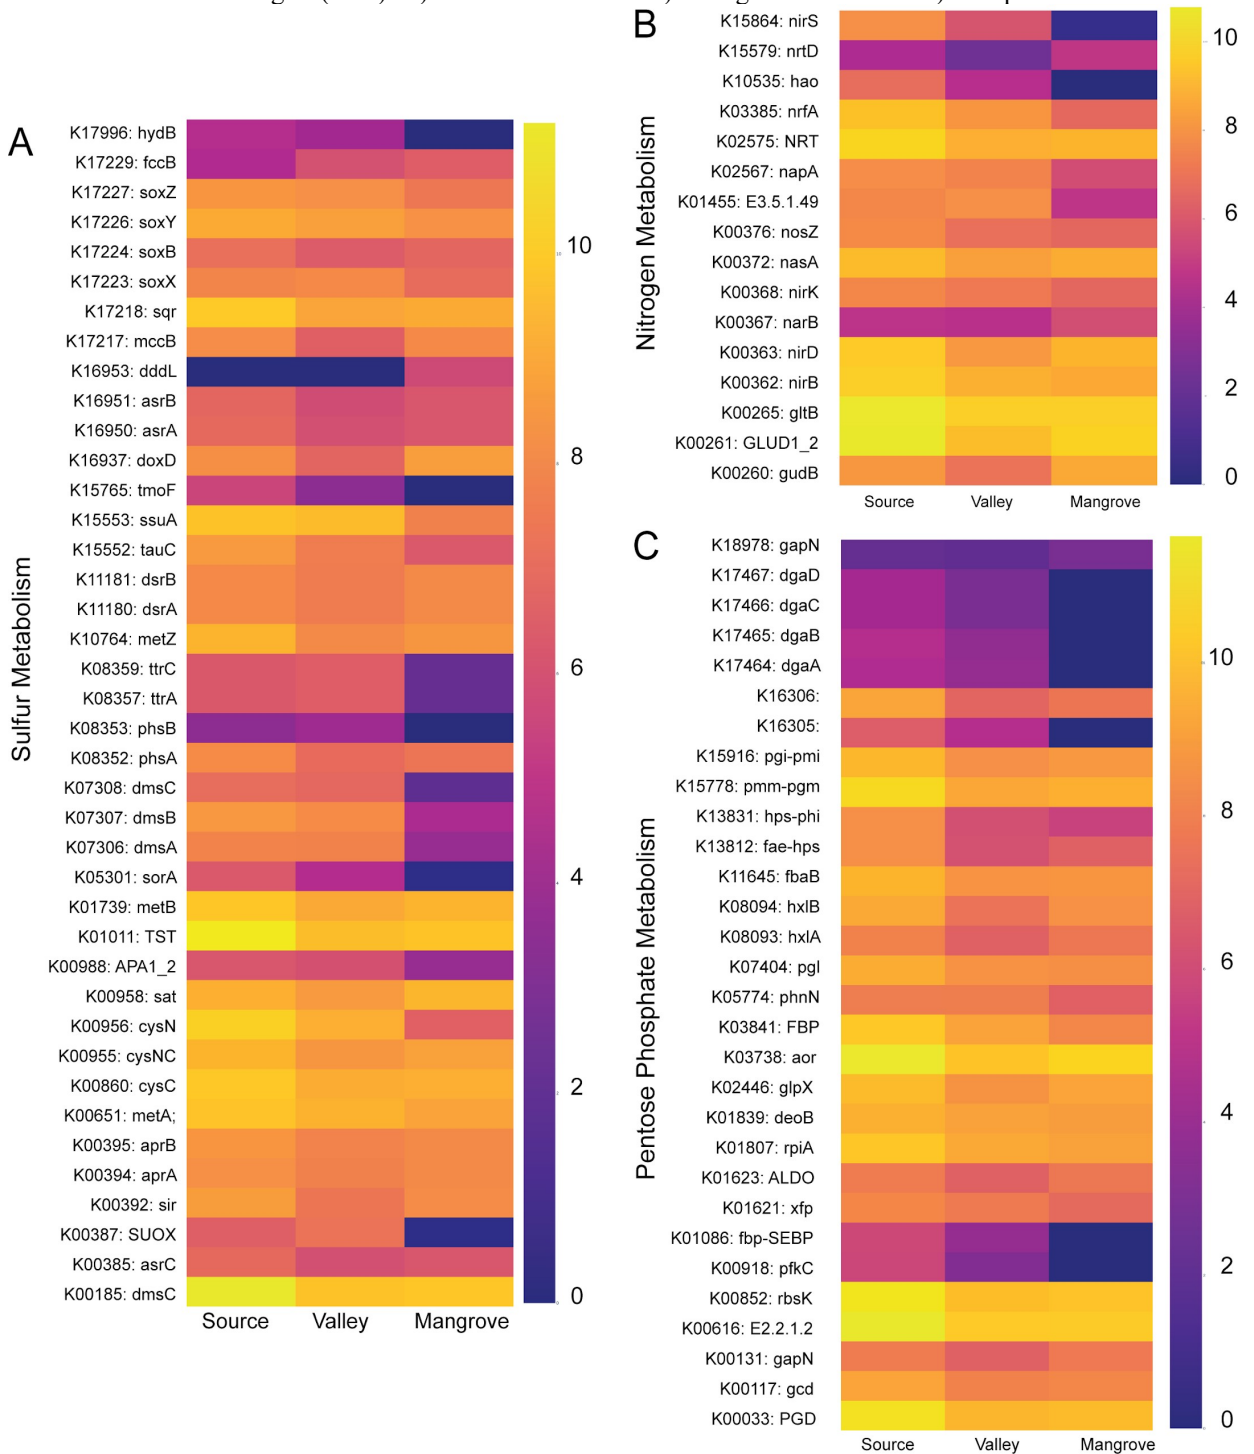 A
Sulfur Metabolism
K17996: hydB
K17229: fccB
K17227: soxZ
K17226: soxY
K17224: soxB
K17223: soxX
K17218: sqr
K17217: mccB
K16953: dddL
K16951: asrB
K16950: asrA
K16937: doxD
K15765: tmoF
K15553: ssuA
K15552: tauC
K11181: dsrB
K11180: dsrA
K10764: metZ
K08359: ttrC
K08357: ttrA
K08353: phsB
K08352: phsA
K07308: dmsC
K07307: dmsB
K07306: dmsA
K05301: sorA
K01739: metB
K01011: TST
K00988: APA1_2
K00958: sat
K00956: cysN
K00955: cysNC
K00860: cysC
K00651: metA;
K00395: aprB
K00394: aprA
K00392: sir
K00387: SUOX
K00385: asrC
K00185: dmsC
Source Valley Mangrove
10
8
6
4
2
0
B
Nitrogen Metabolism
K15864: nirS
K15579: nrtD
K10535: hao
K03385: nrfA
K02575: NRT
K02567: napA
K01455: E3.5.1.49
K00376: nosZ
K00372: nasA
K00368: nirK
K00367: narB
K00363: nirD
K00362: nirB
K00265: gltB
K00261: GLUD1_2
K00260: gudB
Source Valley Mangrove
10
8
6
4
2
0
C
Pentose Phosphate Metabolism
K18978: gapN
K17467: dgaD
K17466: dgaC
K17465: dgaB
K17464: dgaA
K16306:
K16305:
K15916: pgi-pmi
K15778: pmm-pgm
K13831: hps-phi
K13812: fae-hps
K11645: fbaB
K08094: hxlB
K08093: hxlA
K07404: pgl
K05774: phnN
K03841: FBP
K03738: aor
K02446: glpX
K01839: deoB
K01807: rpiA
K01623: ALDO
K01621: xfp
K01086: fbp-SEBP
K00918: pfkC
K00852: rbsK
K00616: E2.2.1.2
K00131: gapN
K00117: gcd
K00033: PGD
Source Valley Mangrove
10
8
6
4
2
0